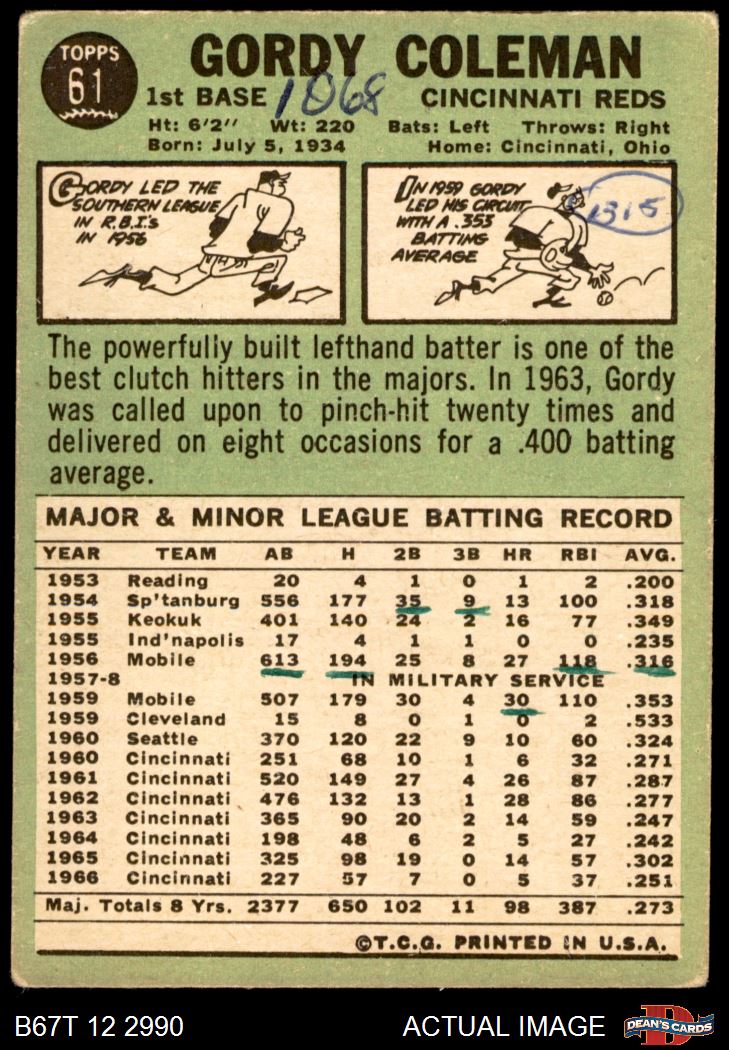 TOPPS
61
GORDY COLEMAN
1068
1st BASE CINCINNATI REDS
Ht: 6'2" Wt: 220 Bats: Left Throws: Right
Born: July 5, 1934 Home: Cincinnati, Ohio
GORDY LED THE
SOUTHERN LEAGUE
IN R.B.I.'s
IN 1956
IN 1959 GORDY
LED HIS CIRCUIT
WITH A .353
BATTING
AVERAGE
1315
The powerfully built lefthand batter is one of the
best clutch hitters in the majors. In 1963, Gordy
was called upon to pinch-hit twenty times and
delivered on eight occasions for a .400 batting
average.
MAJOR & MINOR LEAGUE BATTING RECORD
YEAR TEAM AB H 2B 3B HR RBI AVG.
1953 Reading 20 4 1 0 1 2 .200
1954 Sp'tanburg 556 177 35 9 13 100 .318
1955 Keokuk 401 140 24 2 16 77 .349
1955 Ind'napolis 17 4 1 1 0 0 .235
1956 Mobile 613 194 25 8 27 118 .316
1957-8 IN MILITARY SERVICE
1959 Mobile 507 179 30 4 30 110 .353
1959 Cleveland 15 8 0 1 0 2 .533
1960 Seattle 370 120 22 9 10 60 .324
1960 Cincinnati 251 68 10 1 6 32 .271
1961 Cincinnati 520 149 27 4 26 87 .287
1962 Cincinnati 476 132 13 1 28 86 .277
1963 Cincinnati 365 90 20 2 14 59 .247
1964 Cincinnati 198 48 6 2 5 27 .242
1965 Cincinnati 325 98 19 0 14 57 .302
1966 Cincinnati 227 57 7 0 5 37 .251
Maj. Totals 8 Yrs. 2377 650 102 11 98 387 .273
©T.C.G. PRINTED IN U.S.A.
B67T 12 2990 ACTUAL IMAGE
DEAN'S CARDS